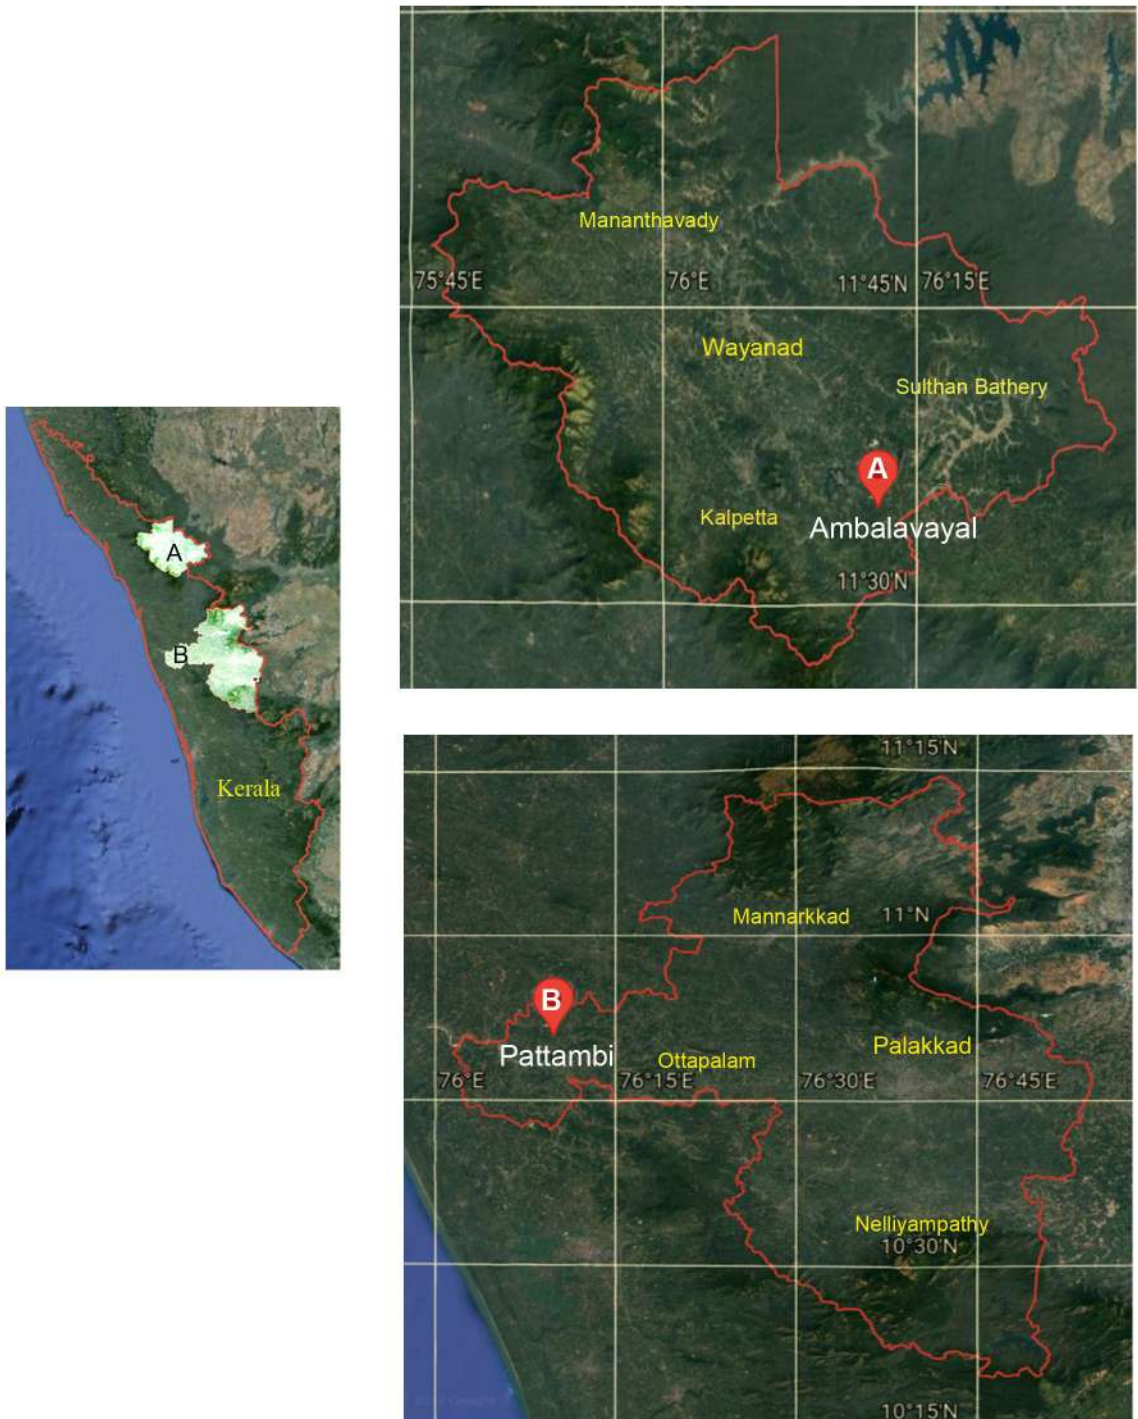 A
B
Kerala
Mananthavady
75°45'E
76°E
11°45'N
76°15'E
Wayanad
Sulthan Bathery
A
Kalpetta
Ambalavayal
11°30'N
11°15'N
Mannarkkad
11°N
B
Pattambi
Ottapalam
Palakkad
76°E
76°15'E
76°30'E
76°45'E
Nelliyampathy
10°30'N
10°15'N